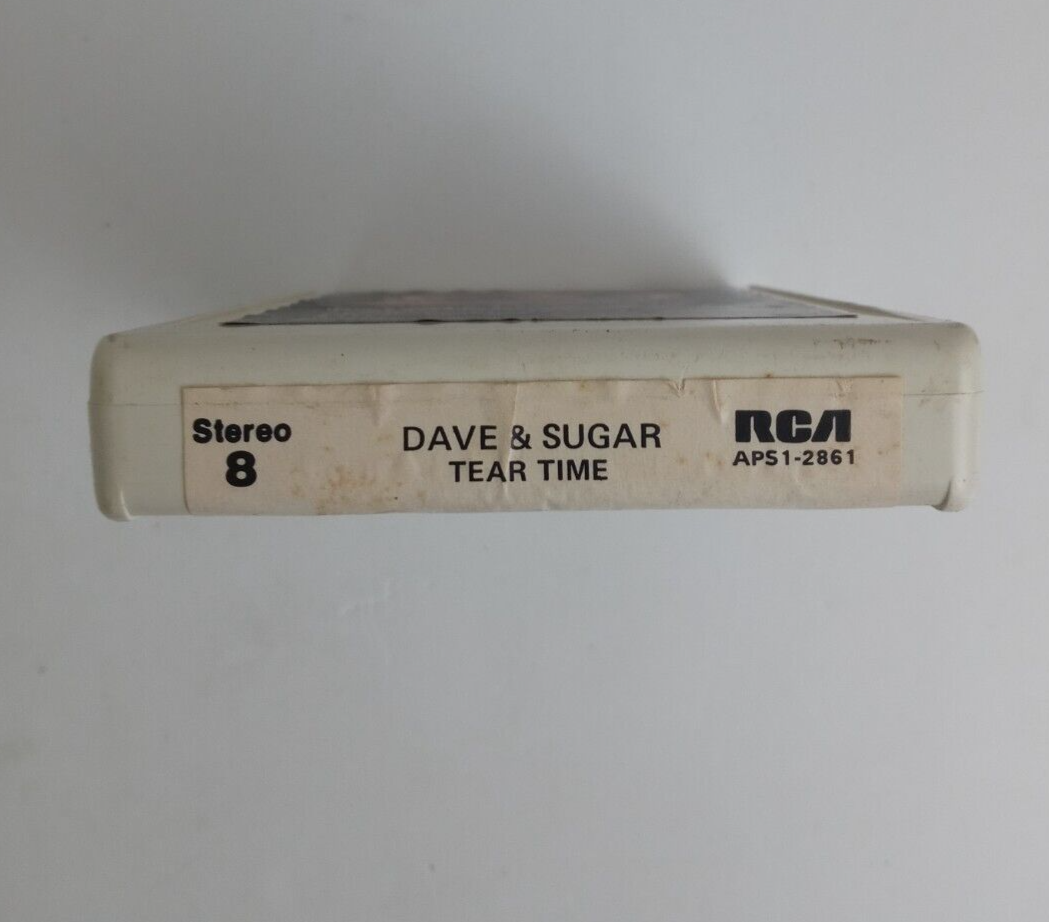 Stereo
8
DAVE & SUGAR
TEAR TIME
RCA
APS1-2861